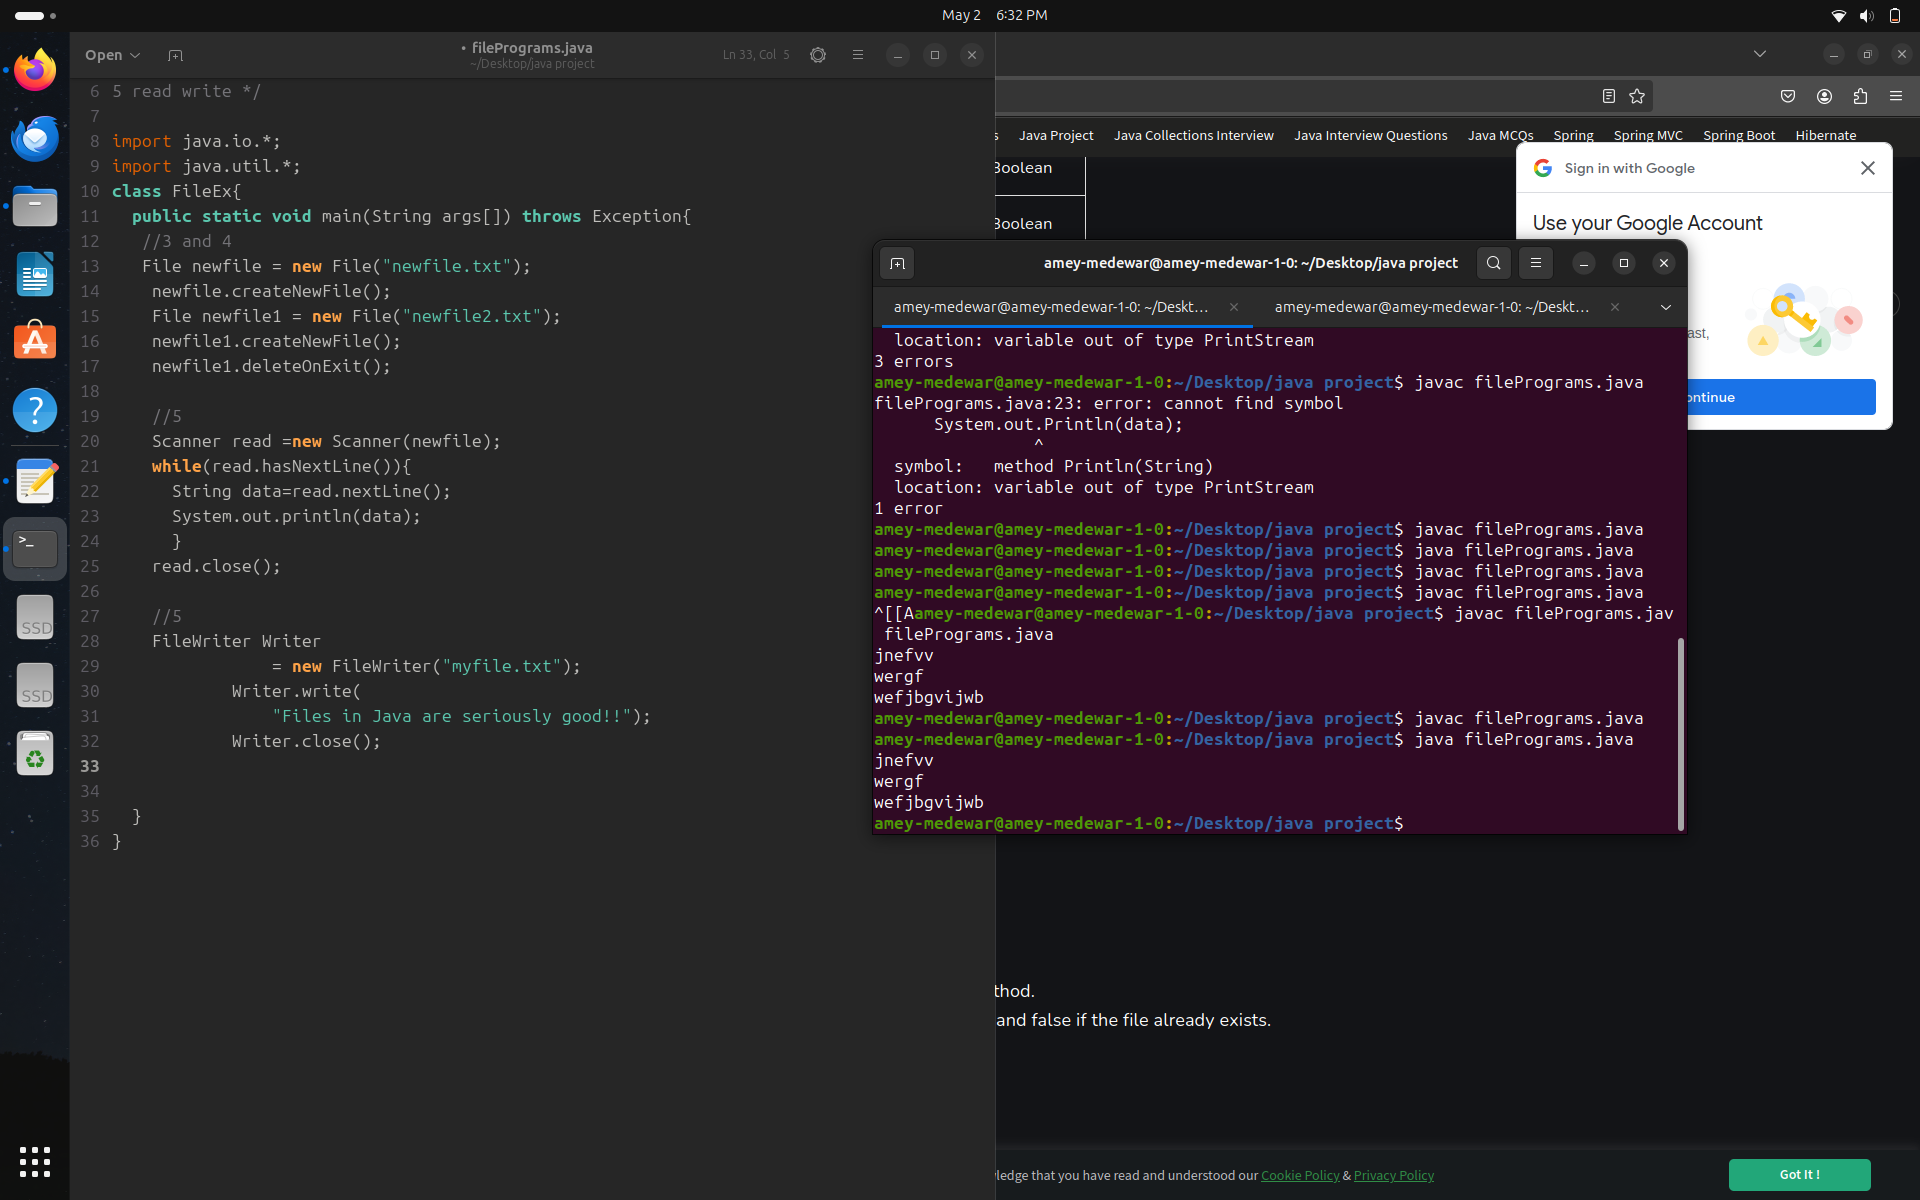 May 2 6:32 PM
Open
• filePrograms.java
~/Desktop/java project
Ln 33, Col 5
6 5 read write */
7
8 import java.io.*;
9 import java.util.*;
10 class FileEx{
11 public static void main(String args[]) throws Exception{
12 //3 and 4
13 File newfile = new File("newfile.txt");
14 newfile.createNewFile();
15 File newfile1 = new File("newfile2.txt");
16 newfile1.createNewFile();
17 newfile1.deleteOnExit();
18
19 //5
20 Scanner read =new Scanner(newfile);
21 while(read.hasNextLine()){
22 String data=read.nextLine();
23 System.out.println(data);
24 }
25 read.close();
26
27 //5
28 FileWriter Writer
29 = new FileWriter("myfile.txt");
30 Writer.write(
31 "Files in Java are seriously good!!");
32 Writer.close();
33
34
35 }
36 }
SSD
SSD
s Java Project Java Collections Interview Java Interview Questions Java MCQs Spring Spring MVC Spring Boot Hibernate
Boolean
Boolean
Sign in with Google
Use your Google Account
ast,
ontinue
amey-medewar@amey-medewar-1-0: ~/Desktop/java project
amey-medewar@amey-medewar-1-0: ~/Deskt... amey-medewar@amey-medewar-1-0: ~/Deskt...
location: variable out of type PrintStream
3 errors
amey-medewar@amey-medewar-1-0:~/Desktop/java project$ javac filePrograms.java
filePrograms.java:23: error: cannot find symbol
System.out.Println(data);
^
symbol: method Println(String)
location: variable out of type PrintStream
1 error
amey-medewar@amey-medewar-1-0:~/Desktop/java project$ javac filePrograms.java
amey-medewar@amey-medewar-1-0:~/Desktop/java project$ java filePrograms.java
amey-medewar@amey-medewar-1-0:~/Desktop/java project$ javac filePrograms.java
amey-medewar@amey-medewar-1-0:~/Desktop/java project$ javac filePrograms.java
^[[Aamey-medewar@amey-medewar-1-0:~/Desktop/java project$ javac filePrograms.jav
filePrograms.java
jnefvv
wergf
wefjbgvijwb
amey-medewar@amey-medewar-1-0:~/Desktop/java project$ javac filePrograms.java
amey-medewar@amey-medewar-1-0:~/Desktop/java project$ java filePrograms.java
jnefvv
wergf
wefjbgvijwb
amey-medewar@amey-medewar-1-0:~/Desktop/java project$
thod.
and false if the file already exists.
ledge that you have read and understood our Cookie Policy & Privacy Policy
Got It !